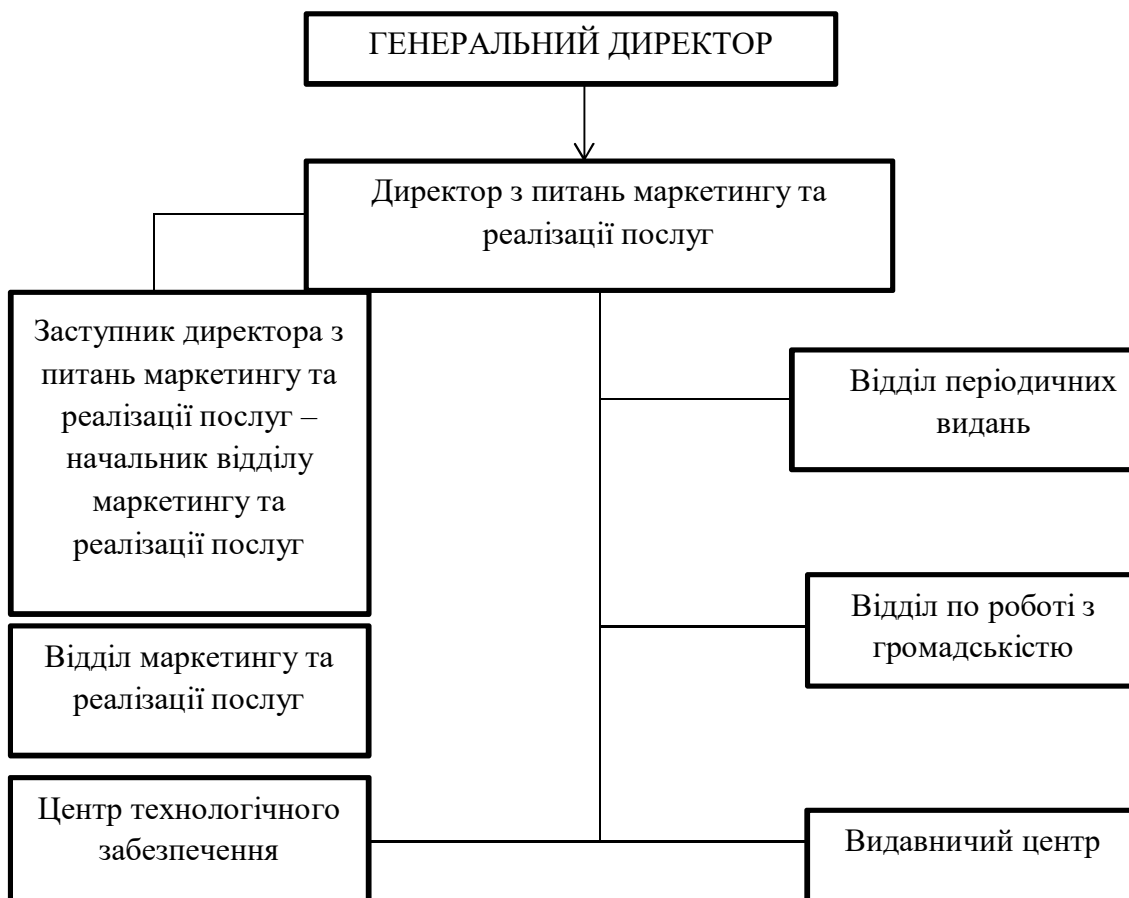 ГЕНЕРАЛЬНИЙ ДИРЕКТОР
Директор з питань маркетингу та
реалізації послуг
Заступник директора з
питань маркетингу та
реалізації послуг –
начальник відділу
маркетингу та
реалізації послуг
Відділ періодичних
видань
Відділ по роботі з
громадськістю
Відділ маркетингу та
реалізації послуг
Центр технологічного
забезпечення
Видавничий центр